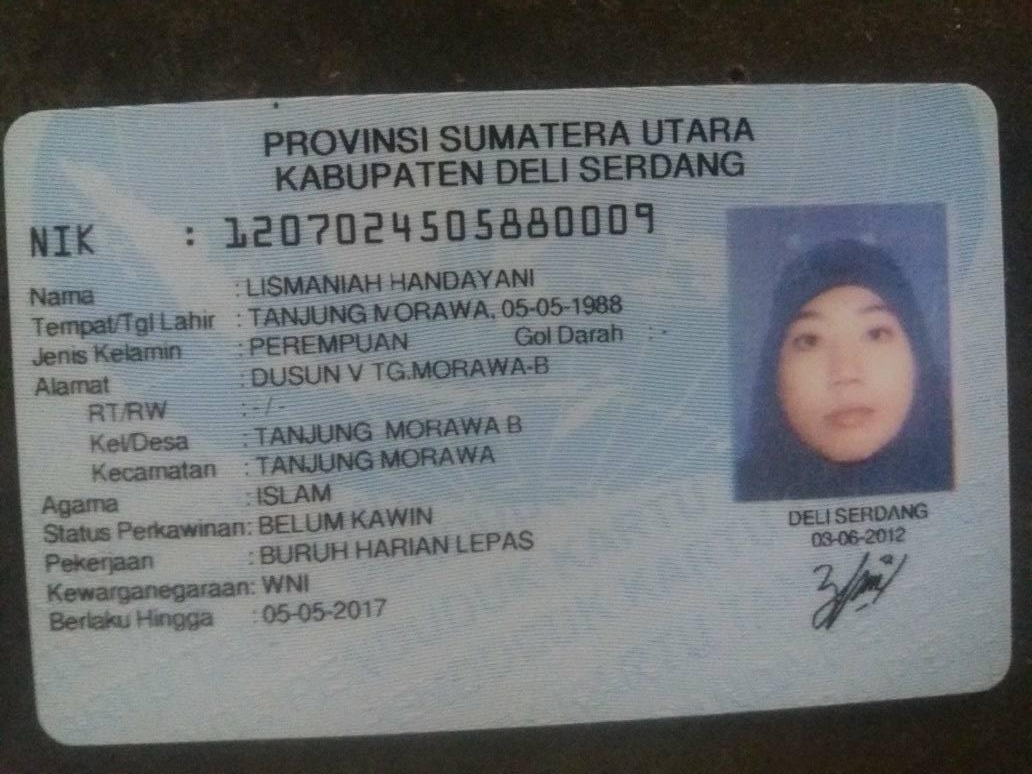 PROVINSI SUMATERA UTARA
KABUPATEN DELI SERDANG
NIK : 1207024505880009
Nama : LISMANIAH HANDAYANI
Tempat/Tgl Lahir : TANJUNG MORAWA, 05-05-1988
Jenis Kelamin : PEREMPUAN Gol Darah : -
Alamat : DUSUN V TG.MORAWA-B
RT/RW : -/-
Kel/Desa : TANJUNG MORAWA B
Kecamatan : TANJUNG MORAWA
Agama : ISLAM
Status Perkawinan: BELUM KAWIN
Pekerjaan : BURUH HARIAN LEPAS
Kewarganegaraan: WNI
Berlaku Hingga : 05-05-2017
DELI SERDANG
03-06-2012